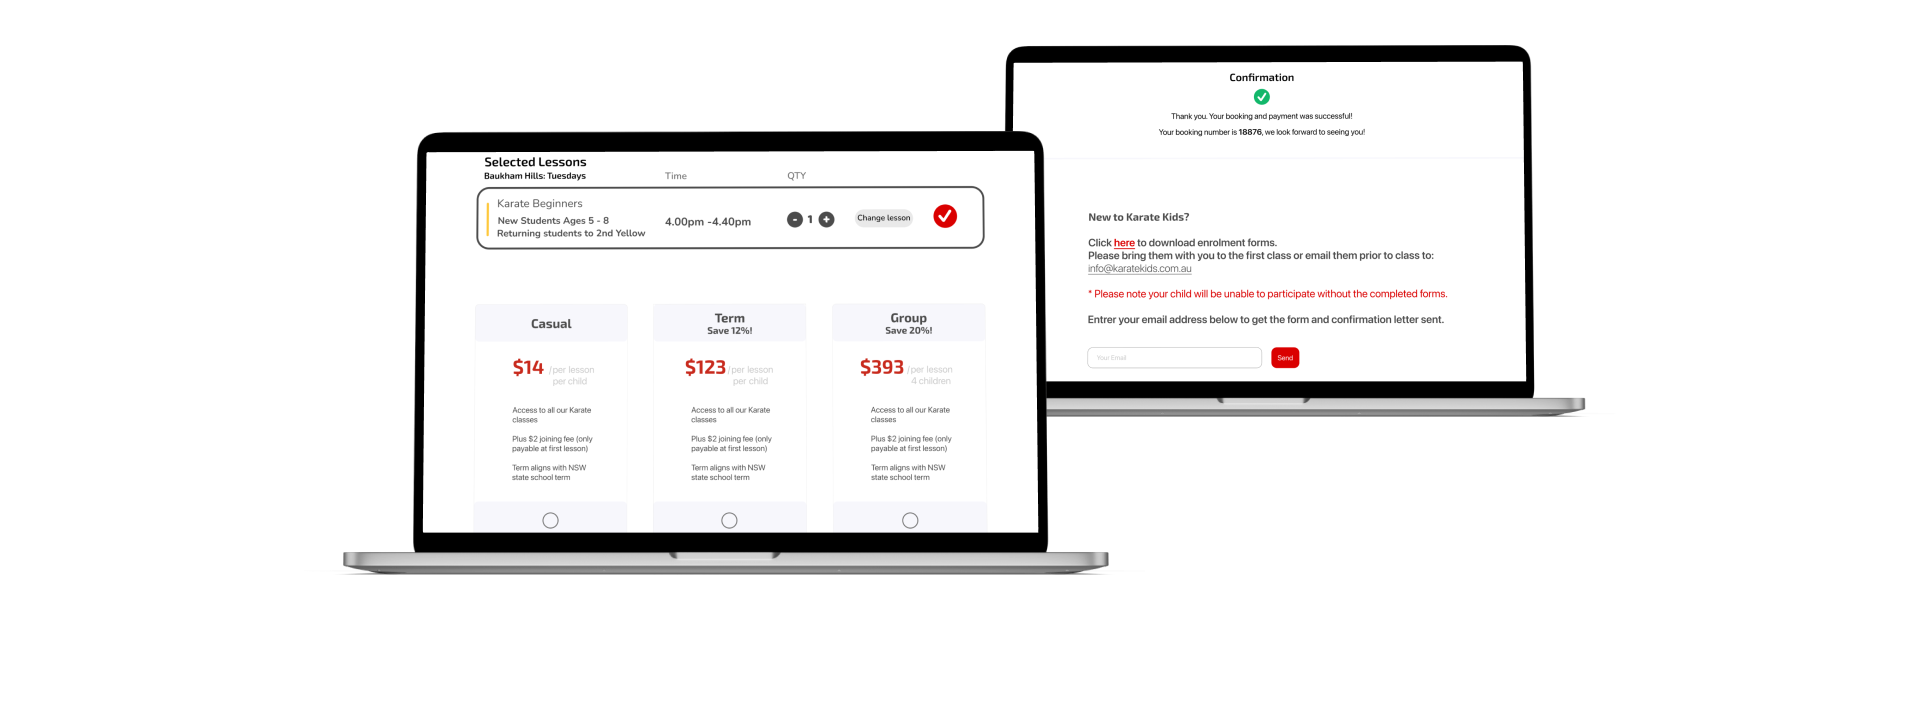 Selected Lessons
Baukham Hills: Tuesdays
Time
QTY
Karate Beginners
New Students Ages 5 - 8
Returning students to 2nd Yellow
4.00pm -4.40pm
- 1 +
Change lesson
Casual
$14 /per lesson
per child
Access to all our Karate
classes
Plus $2 joining fee (only
payable at first lesson)
Term aligns with NSW
state school term
Term
Save 12%!
$123 /per lesson
per child
Access to all our Karate
classes
Plus $2 joining fee (only
payable at first lesson)
Term aligns with NSW
state school term
Group
Save 20%!
$393 /per lesson
4 children
Access to all our Karate
classes
Plus $2 joining fee (only
payable at first lesson)
Term aligns with NSW
state school term
Confirmation
Thank you. Your booking and payment was successful!
Your booking number is 18876, we look forward to seeing you!
New to Karate Kids?
Click here to download enrolment forms.
Please bring them with you to the first class or email them prior to class to:
info@karatekids.com.au
* Please note your child will be unable to participate without the completed forms.
Entrer your email address below to get the form and confirmation letter sent.
Your Email
Send